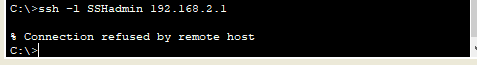 C:\>ssh -l SSHadmin 192.168.2.1
% Connection refused by remote host
C:\>